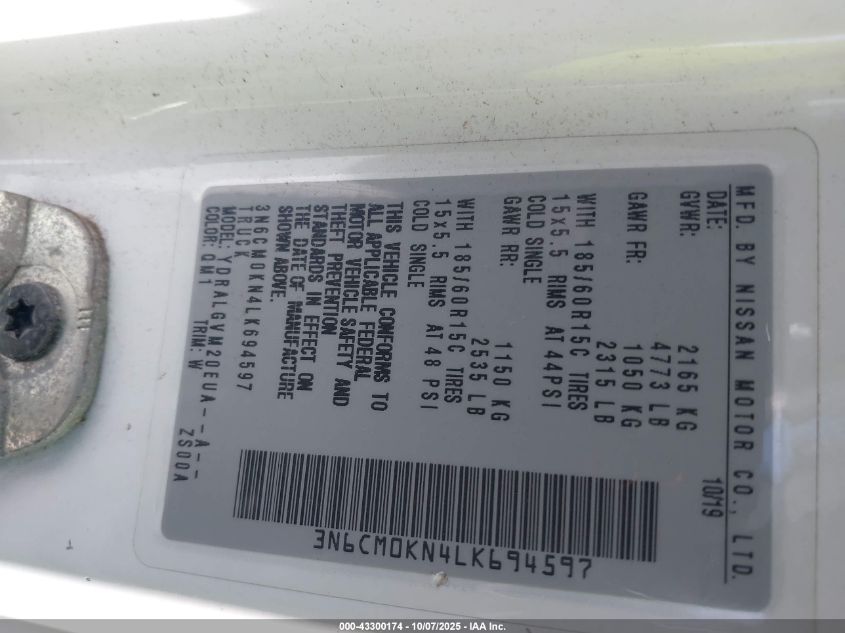 MFD. BY NISSAN MOTOR CO., LTD.
DATE: 10/19
GVWR: 2165 KG
4773 LB
GAWR FR: 1050 KG
2315 LB
WITH 185/60R15C TIRES
15x5.5 RIMS AT 44PSI
COLD SINGLE
GAWR RR: 1150 KG
2535 LB
WITH 185/60R15C TIRES
15x5.5 RIMS AT 48 PSI
COLD SINGLE
THIS VEHICLE CONFORMS TO
ALL APPLICABLE FEDERAL
MOTOR VEHICLE SAFETY AND
THEFT PREVENTION
STANDARDS IN EFFECT ON
THE DATE OF MANUFACTURE
SHOWN ABOVE.
3N6CM0KN4LK694597
TRUCK
MODEL: YDRALGVM20EUA--A--
COLOR: QM1 TRIM: W ZS00A
3N6CM0KN4LK694597
000-43300174 - 10/07/2025 - IAA Inc.